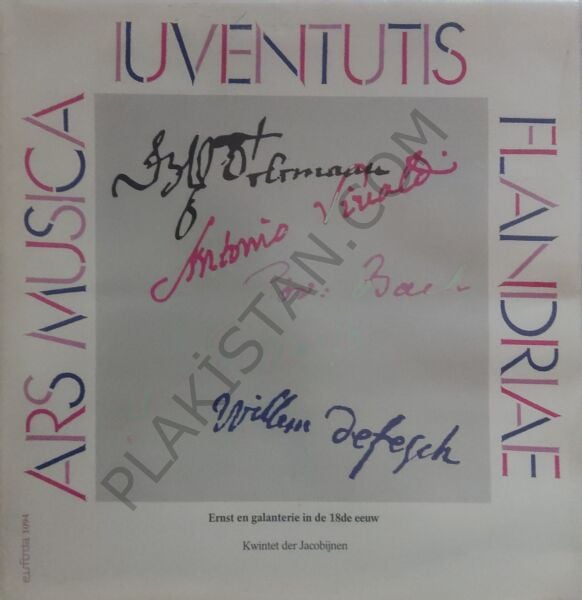 ARS MUSICA
IUVENTUTIS
FLANDRIAE
Antonio Vivaldi
Bach
Willem Defesch
PLAKİSTAN.COM
Ernst en galanterie in de 18de eeuw
Kwintet der Jacobijnen
eufoda 1094